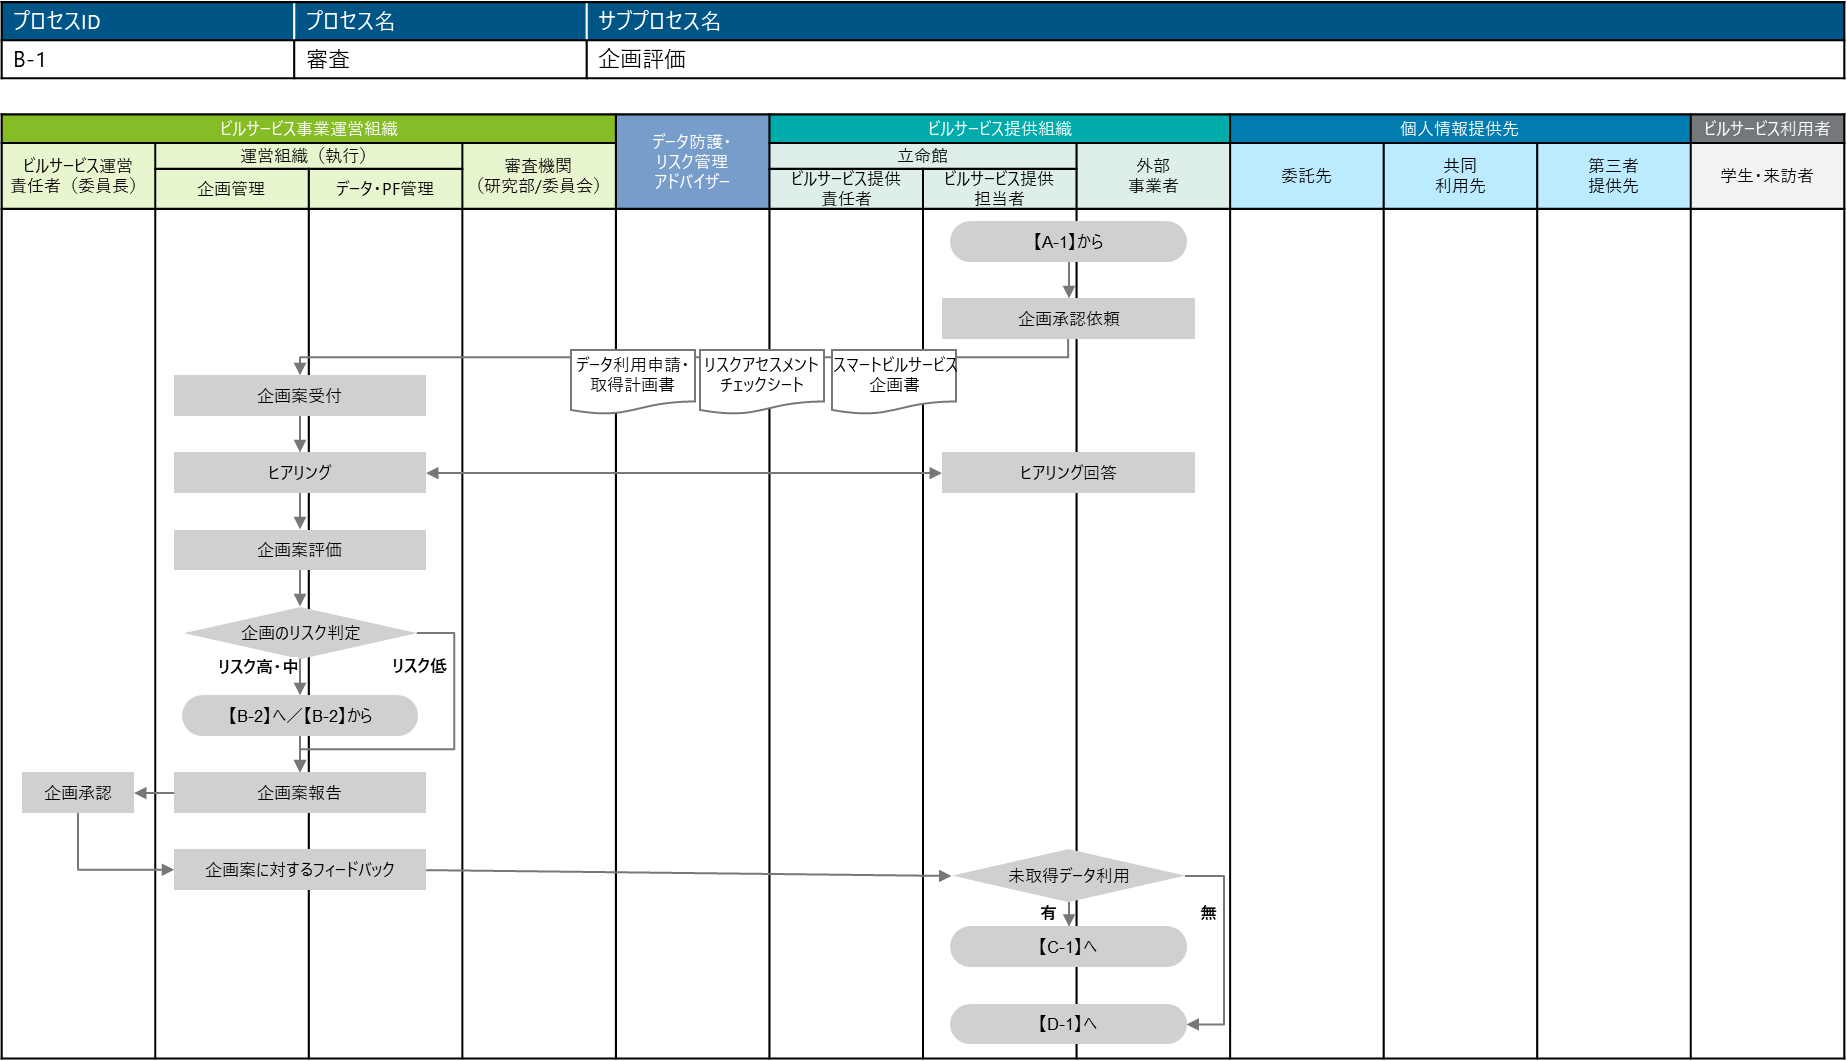 プロセスID
プロセス名
サブプロセス名
B-1
審査
企画評価
ビルサービス事業運営組織
データ防護・
リスク管理
アドバイザー
ビルサービス提供組織
個人情報提供先
ビルサービス利用者
ビルサービス運営
責任者（委員長）
運営組織（執行）
企画管理
データ・PF管理
審査機関
（研究部/委員会）
立命館
ビルサービス提供
責任者
ビルサービス提供
担当者
外部
事業者
委託先
共同
利用先
第三者
提供先
学生・来訪者
【A-1】から
企画承認依頼
データ利用申請・
取得計画書
リスクアセスメント
チェックシート
スマートビルサービス
企画書
企画案受付
ヒアリング
ヒアリング回答
企画案評価
企画のリスク判定
リスク高・中
リスク低
【B-2】へ／【B-2】から
企画承認
企画案報告
企画案に対するフィードバック
未取得データ利用
有
無
【C-1】へ
【D-1】へ